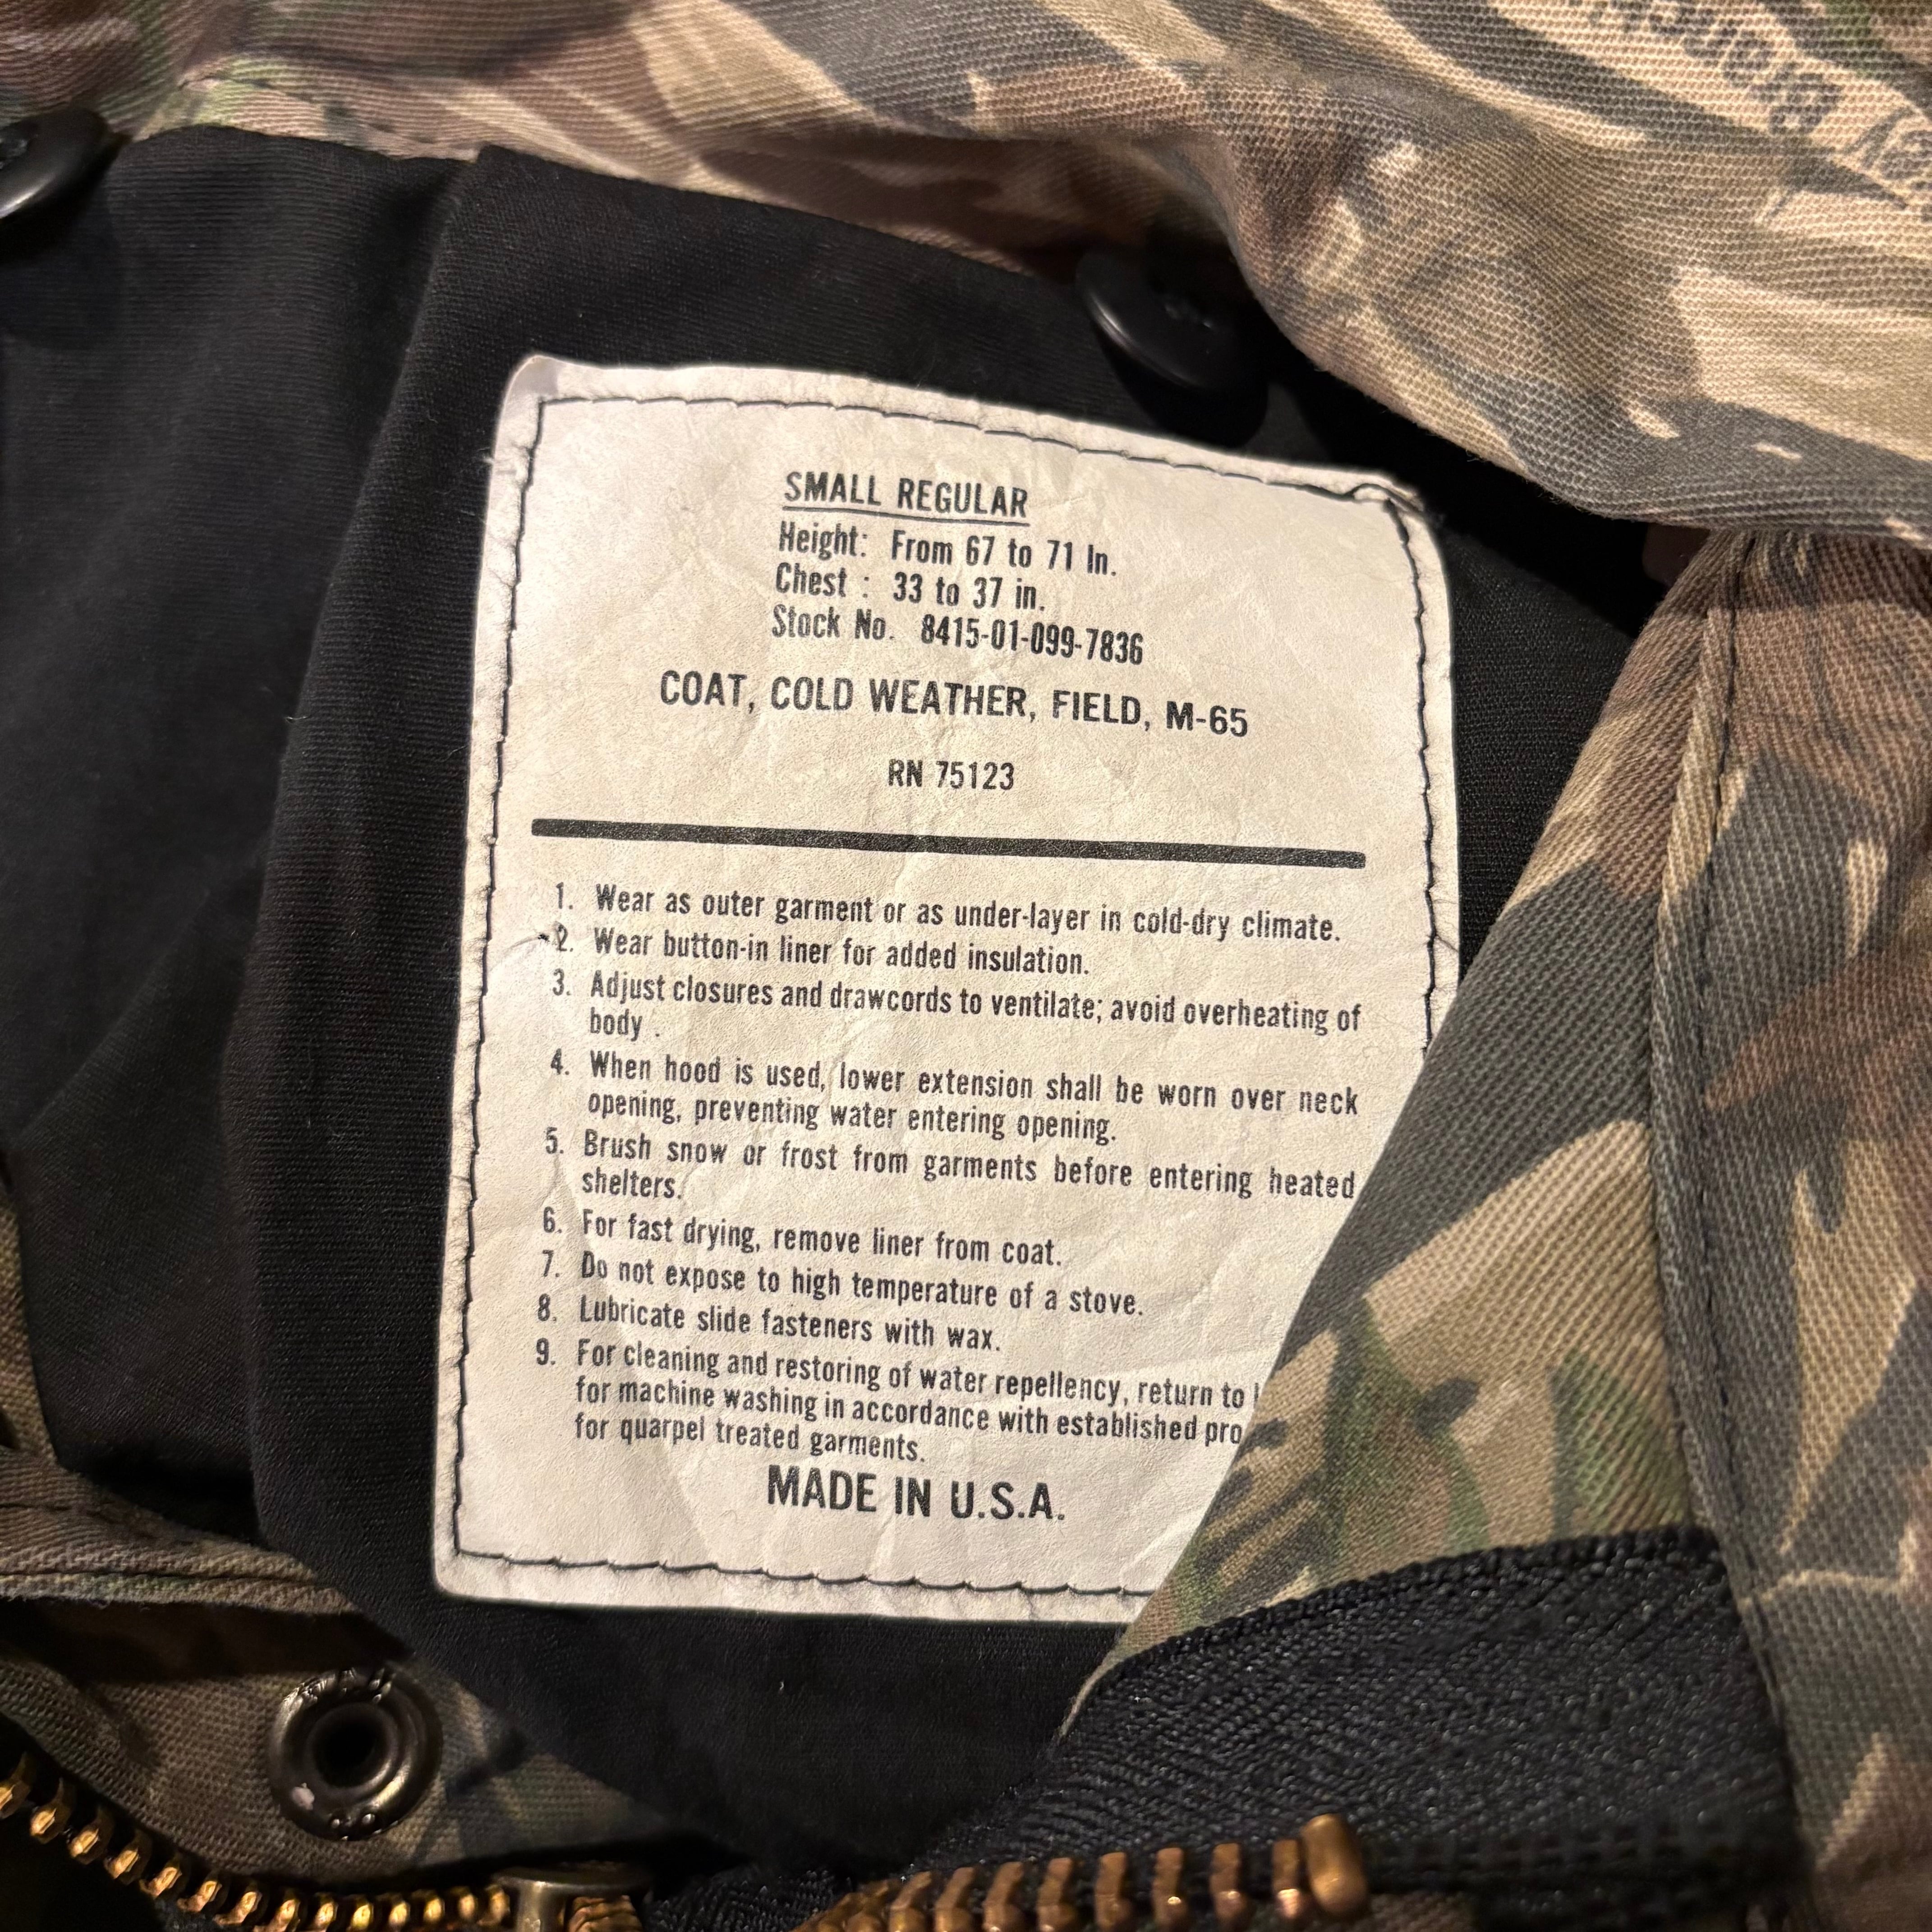 SMALL REGULAR
Height: From 67 to 71 In.
Chest : 33 to 37 in.
Stock No. 8415-01-099-7836
COAT, COLD WEATHER, FIELD, M-65
RN 75123
1. Wear as outer garment or as under-layer in cold-dry climate.
2. Wear button-in liner for added insulation.
3. Adjust closures and drawcords to ventilate; avoid overheating of
body .
4. When hood is used, lower extension shall be worn over neck
opening, preventing water entering opening.
5. Brush snow or frost from garments before entering heated
shelters.
6. For fast drying, remove liner from coat.
7. Do not expose to high temperature of a stove.
8. Lubricate slide fasteners with wax.
9. For cleaning and restoring of water repellency, return to
for machine washing in accordance with established pro
for quarpel treated garments.
MADE IN U.S.A.